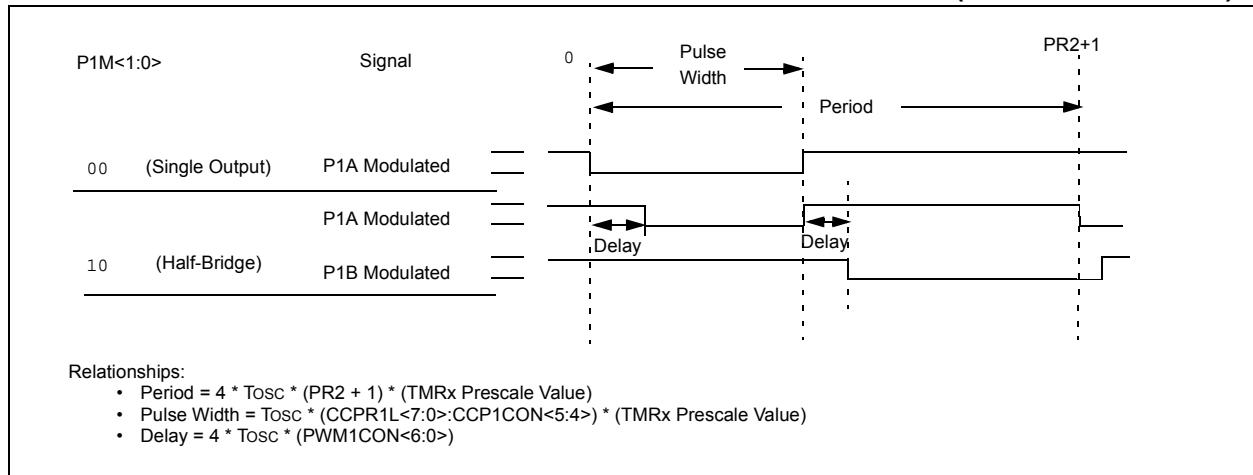 P1M<1:0> Signal 0 Pulse Width PR2+1
Period
00 (Single Output) P1A Modulated
P1A Modulated
Delay Delay
10 (Half-Bridge) P1B Modulated
Relationships:
• Period = 4 * TOSC * (PR2 + 1) * (TMRx Prescale Value)
• Pulse Width = TOSC * (CCPR1L<7:0>:CCP1CON<5:4>) * (TMRx Prescale Value)
• Delay = 4 * TOSC * (PWM1CON<6:0>)